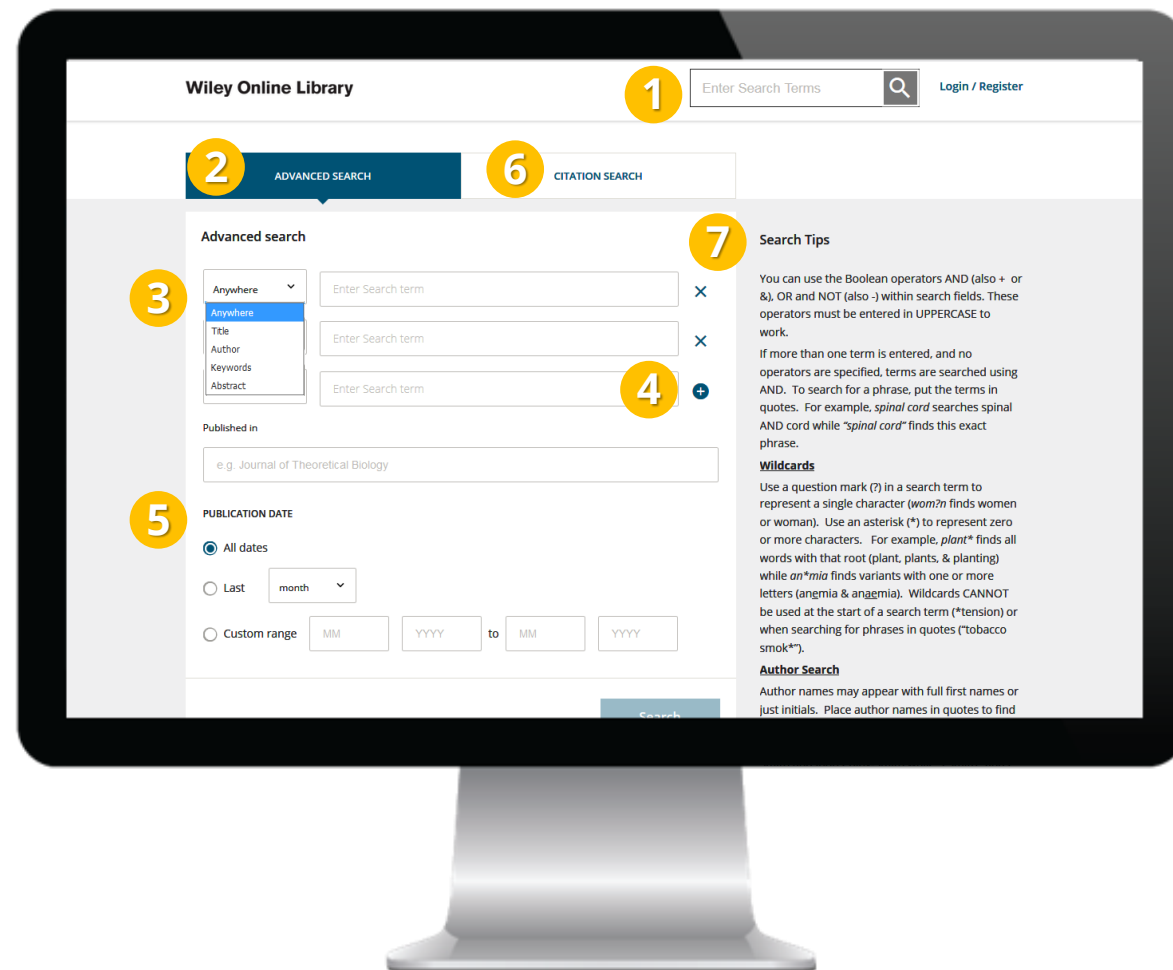 Wiley Online Library
1
Enter Search Terms
Login / Register
2
ADVANCED SEARCH
6
CITATION SEARCH
Advanced search
3
Anywhere
Enter Search term
Anywhere
Title
Author
Keywords
Abstract
Enter Search term
Enter Search term
4
Published in
e.g. Journal of Theoretical Biology
5
PUBLICATION DATE
All dates
Last month
Custom range MM YYYY to MM YYYY
Search
7
Search Tips
You can use the Boolean operators AND (also + or
&), OR and NOT (also -) within search fields. These
operators must be entered in UPPERCASE to
work.
If more than one term is entered, and no
operators are specified, terms are searched using
AND. To search for a phrase, put the terms in
quotes. For example, spinal cord searches spinal
AND cord while “spinal cord” finds this exact
phrase.
Wildcards
Use a question mark (?) in a search term to
represent a single character (wom?n finds women
or woman). Use an asterisk (*) to represent zero
or more characters. For example, plant* finds all
words with that root (plant, plants, & planting)
while an*mia finds variants with one or more
letters (anemia & anaemia). Wildcards CANNOT
be used at the start of a search term (*tension) or
when searching for phrases in quotes (“tobacco
smok*”).
Author Search
Author names may appear with full first names or
just initials. Place author names in quotes to find